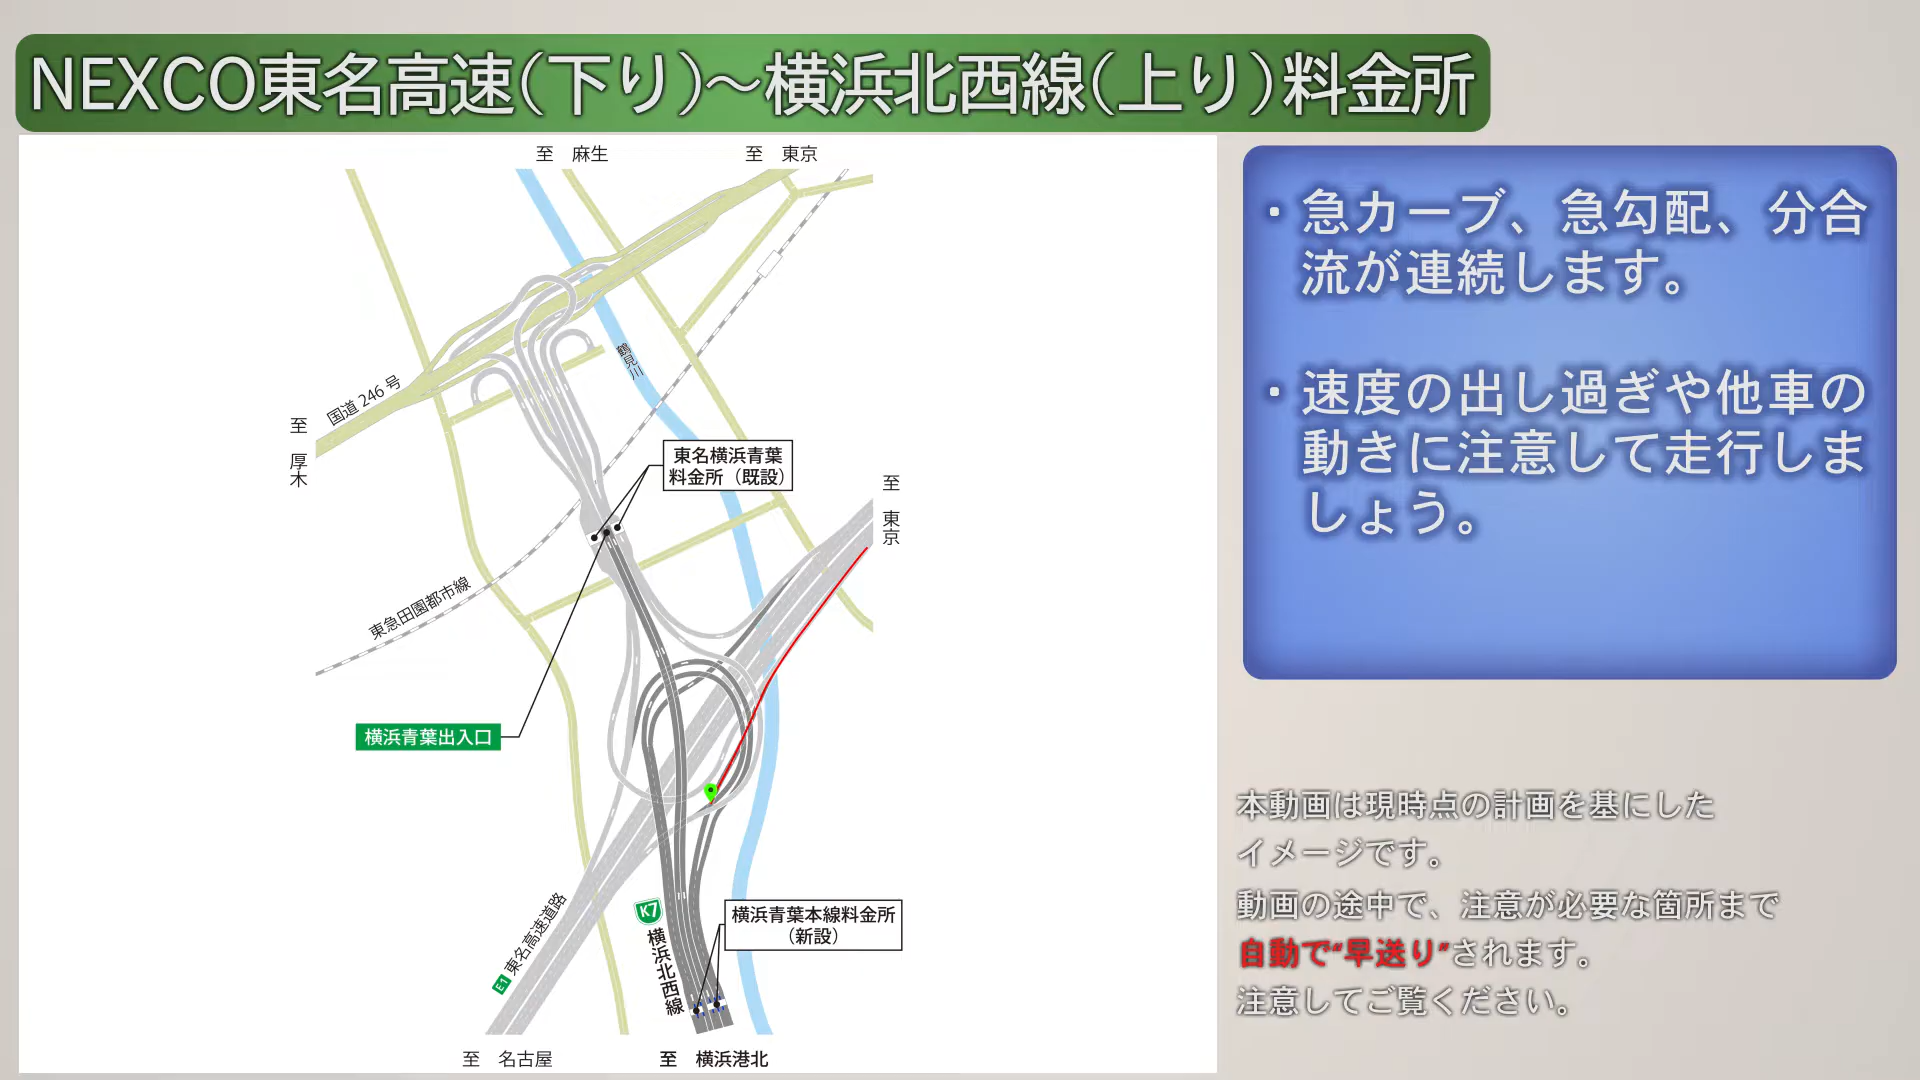 NEXCO東名高速（下り）～横浜北西線（上り）料金所
至 麻生
至 東京
・急カーブ、急勾配、分合
流が連続します。
・速度の出し過ぎや他車の
動きに注意して走行しま
しょう。
鶴見川
国道 246 号
至 厚木
東名横浜青葉
料金所（既設）
至 東京
東急田園都市線
横浜青葉出入口
本動画は現時点の計画を基にした
イメージです。
動画の途中で、注意が必要な箇所まで
自動で“早送り”されます。
注意してご覧ください。
K7
横浜北西線
横浜青葉本線料金所
（新設）
E1 東名高速道路
至 名古屋
至 横浜港北